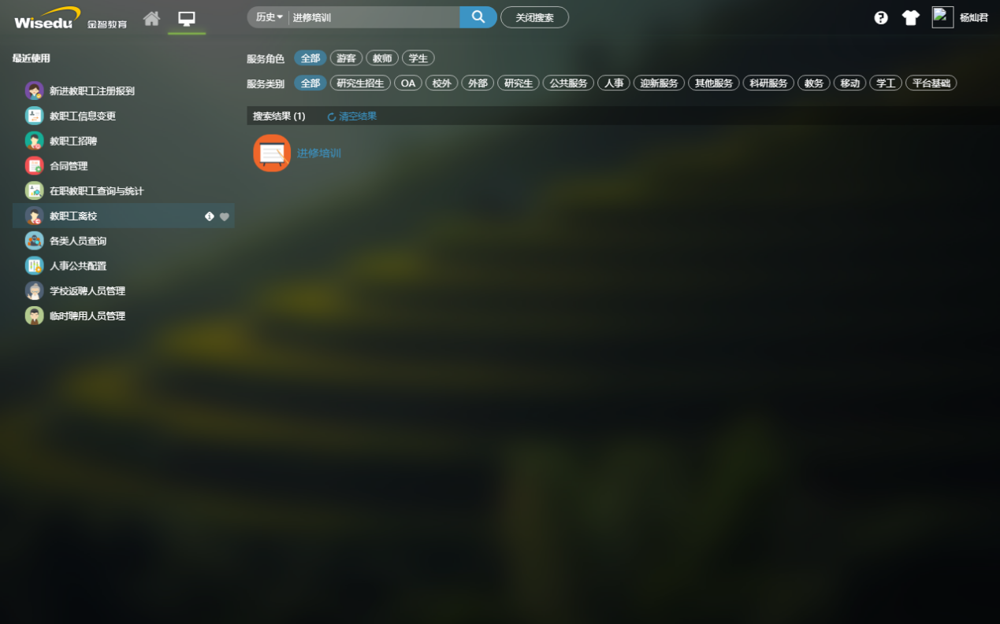 Wisedu 金智教育 历史 进修培训 关闭搜索 杨灿君
最近使用
新进教职工注册报到
教职工信息变更
教职工招聘
合同管理
在职教职工查询与统计
教职工离校
各类人员查询
人事公共配置
学校返聘人员管理
临时聘用人员管理
服务角色 全部 游客 教师 学生
服务类别 全部 研究生招生 OA 校外 外部 研究生 公共服务 人事 迎新服务 其他服务 科研服务 教务 移动 学工 平台基础
搜索结果 (1) 清空结果
进修培训